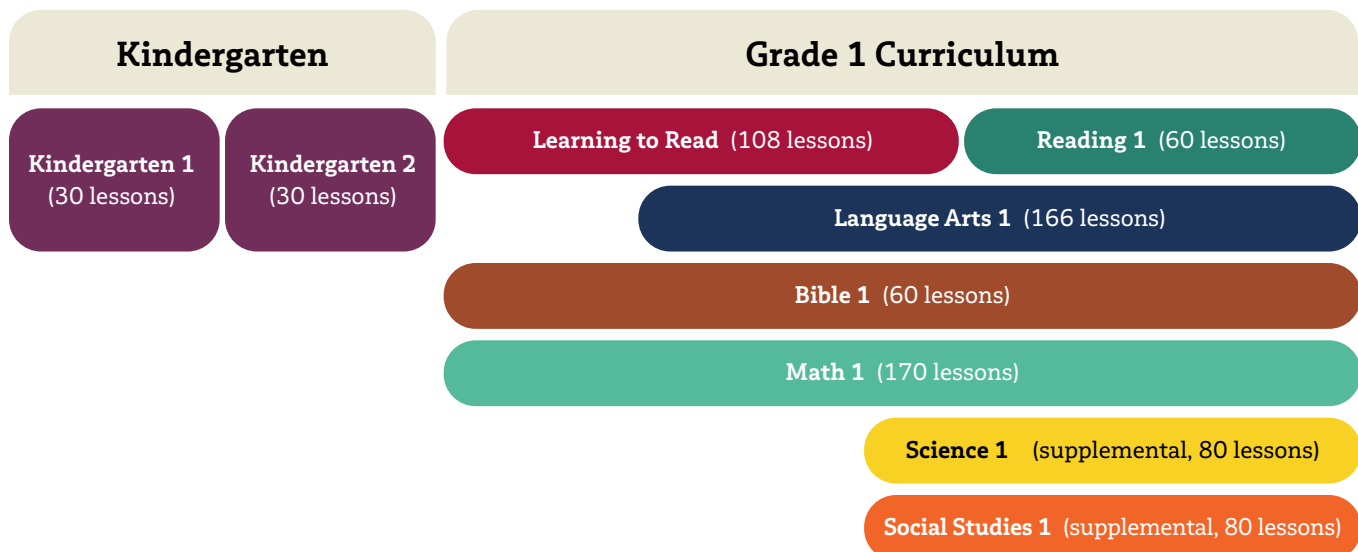 Kindergarten
Grade 1 Curriculum
Kindergarten 1
(30 lessons)
Kindergarten 2
(30 lessons)
Learning to Read (108 lessons)
Reading 1 (60 lessons)
Language Arts 1 (166 lessons)
Bible 1 (60 lessons)
Math 1 (170 lessons)
Science 1 (supplemental, 80 lessons)
Social Studies 1 (supplemental, 80 lessons)